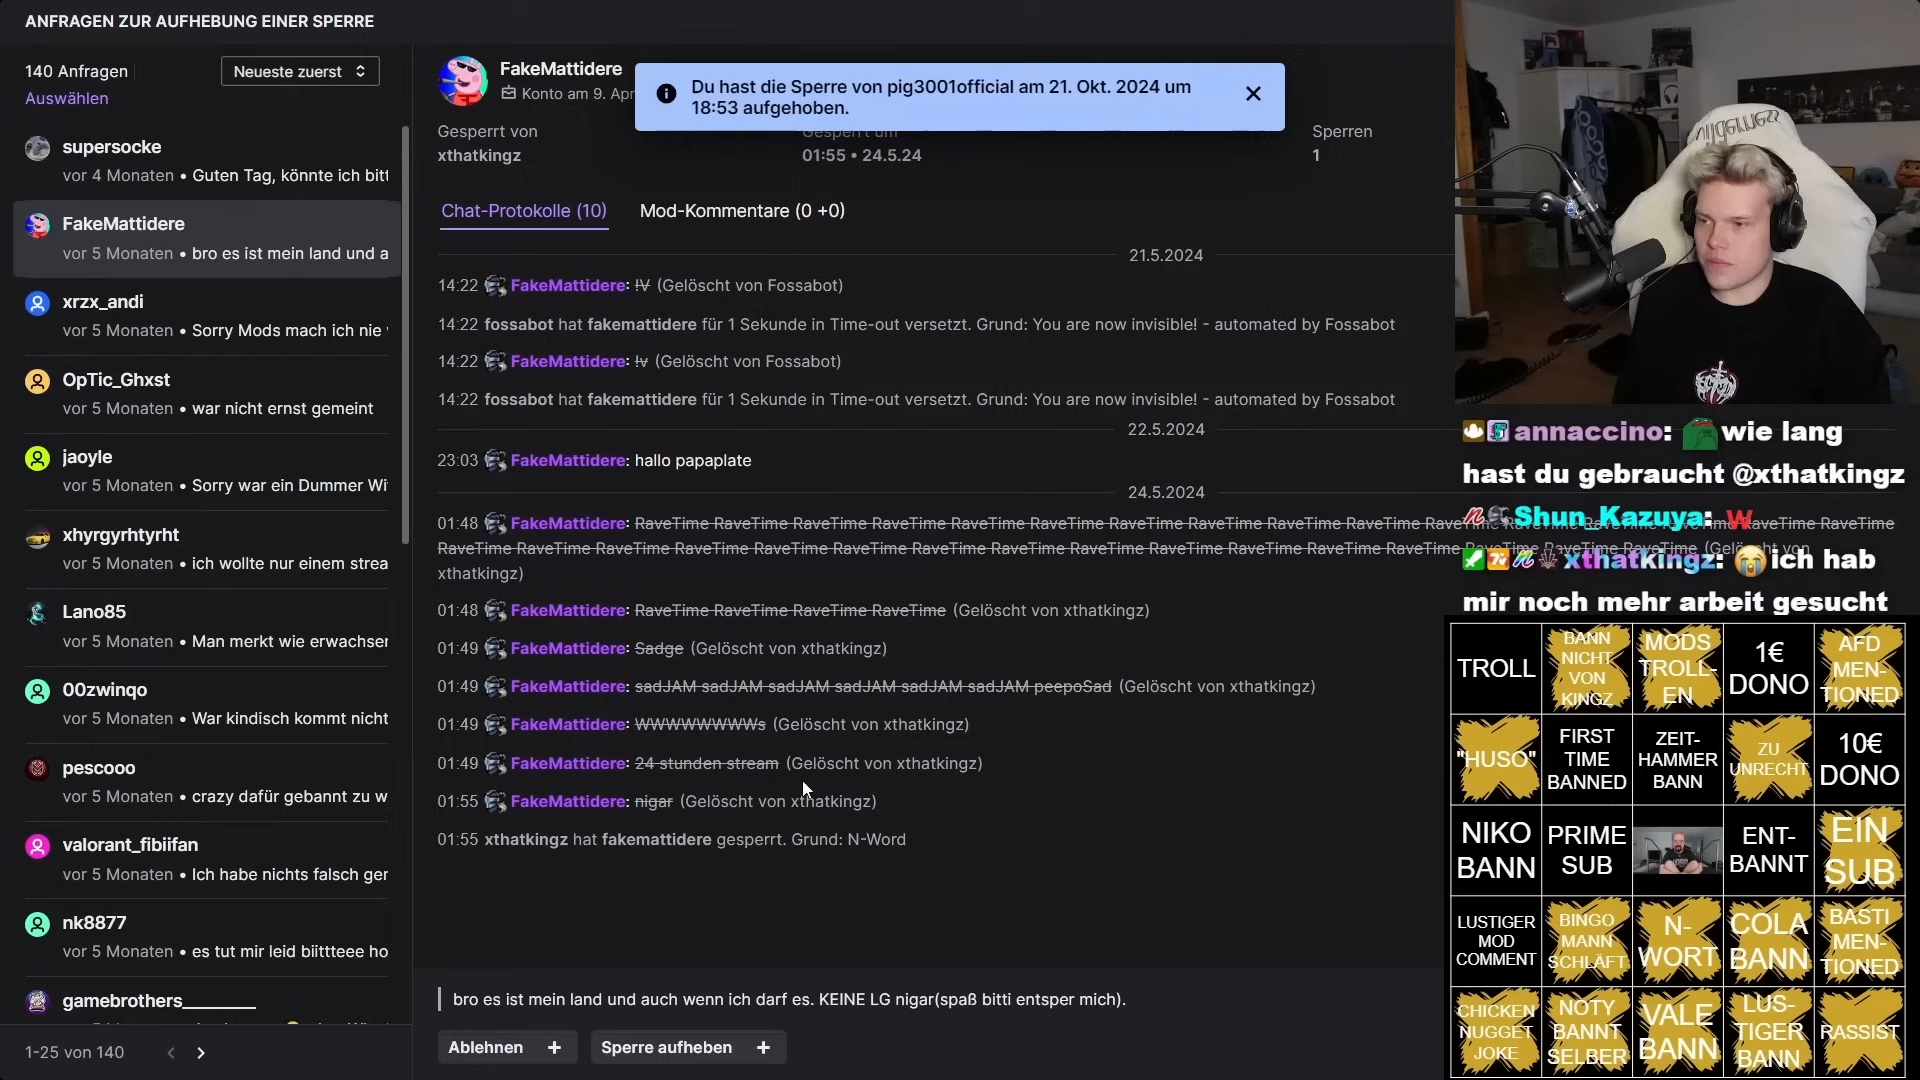 ANFRAGEN ZUR AUFHEBUNG EINER SPERRE
140 Anfragen
Neueste zuerst
Auswählen
supersocke
vor 4 Monaten • Guten Tag, könnte ich bitt
FakeMattidere
vor 5 Monaten • bro es ist mein land und a
xrzx_andi
vor 5 Monaten • Sorry Mods mach ich nie
OpTic_Ghxst
vor 5 Monaten • war nicht ernst gemeint
jaoyle
vor 5 Monaten • Sorry war ein Dummer Wi
xhyrgyrhtyrht
vor 5 Monaten • ich wollte nur einem strea
Lano85
vor 5 Monaten • Man merkt wie erwachser
00zwinqo
vor 5 Monaten • War kindisch kommt nicht
pescooo
vor 5 Monaten • crazy dafür gebannt zu w
valorant_fibiifan
vor 5 Monaten • Ich habe nichts falsch ger
nk8877
vor 5 Monaten • es tut mir leid biittteee ho
gamebrothers________
1-25 von 140
FakeMattidere
Konto am 9. Apr
Du hast die Sperre von pig3001official am 21. Okt. 2024 um
18:53 aufgehoben.
Gesperrt von
Gesperrt um
Sperren
xthatkingz
01:55 • 24.5.24
1
Chat-Protokolle (10)
Mod-Kommentare (0 +0)
21.5.2024
14:22 FakeMattidere: !V (Gelöscht von Fossabot)
14:22 fossabot hat fakemattidere für 1 Sekunde in Time-out versetzt. Grund: You are now invisible! - automated by Fossabot
14:22 FakeMattidere: !v (Gelöscht von Fossabot)
14:22 fossabot hat fakemattidere für 1 Sekunde in Time-out versetzt. Grund: You are now invisible! - automated by Fossabot
22.5.2024
23:03 FakeMattidere: hallo papaplate
24.5.2024
01:48 FakeMattidere: RaveTime RaveTime RaveTime RaveTime RaveTime RaveTime RaveTime RaveTime RaveTime RaveTime RaveTime
RaveTime RaveTime RaveTime RaveTime RaveTime RaveTime RaveTime RaveTime RaveTime RaveTime RaveTime RaveTime RaveTime RaveTime RaveTime RaveTime (Gelöscht von
xthatkingz)
01:48 FakeMattidere: RaveTime RaveTime RaveTime RaveTime (Gelöscht von xthatkingz)
01:49 FakeMattidere: Sadge (Gelöscht von xthatkingz)
01:49 FakeMattidere: sadJAM sadJAM sadJAM sadJAM sadJAM sadJAM peepoSad (Gelöscht von xthatkingz)
01:49 FakeMattidere: WWWWWWWWs (Gelöscht von xthatkingz)
01:49 FakeMattidere: 24 stunden stream (Gelöscht von xthatkingz)
01:55 FakeMattidere: nigar (Gelöscht von xthatkingz)
01:55 xthatkingz hat fakemattidere gesperrt. Grund: N-Word
bro es ist mein land und auch wenn ich darf es. KEINE LG nigar(spaß bitti entsper mich).
Ablehnen +
Sperre aufheben +
annaccino: wie lang
hast du gebraucht @xthatkingz
Shun_Kazuya: W
xthatkingz: ich hab
mir noch mehr arbeit gesucht
TROLL
BANN NICHT VON KINGZ
MODS TROLL-EN
1€ DONO
AFD MEN-TIONED
"HUSO"
FIRST TIME BANNED
ZEIT-HAMMER BANN
ZU UNRECHT
10€ DONO
NIKO BANN
PRIME SUB
ENT-BANNT
EIN SUB
LUSTIGER MOD COMMENT
BINGO MANN SCHLÄFT
N-WORT
COLA BANN
BASTI MEN-TIONED
CHICKEN NUGGET JOKE
NOTY BANNT SELBER
VALE BANN
LUS-TIGER BANN
RASSIST